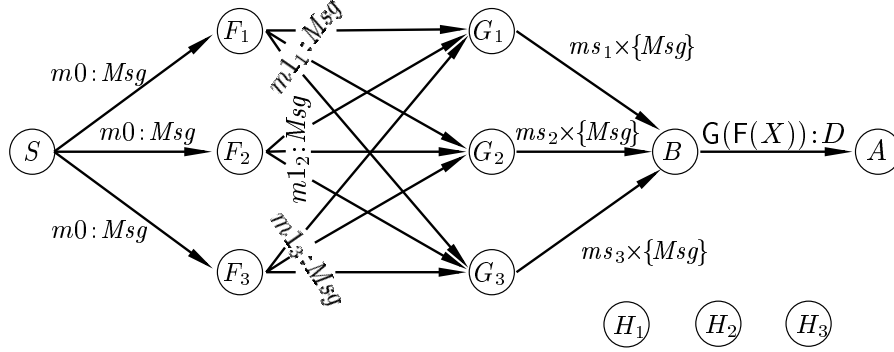 F₁
G₁
m0 : Msg
m1₁ : Msg
ms₁×{Msg}
S
m0 : Msg
F₂
m1₂ : Msg
G₂
ms₂×{Msg}
B
G(F(X)) : D
A
m0 : Msg
F₃
m1₃ : Msg
G₃
ms₃×{Msg}
H₁ H₂ H₃